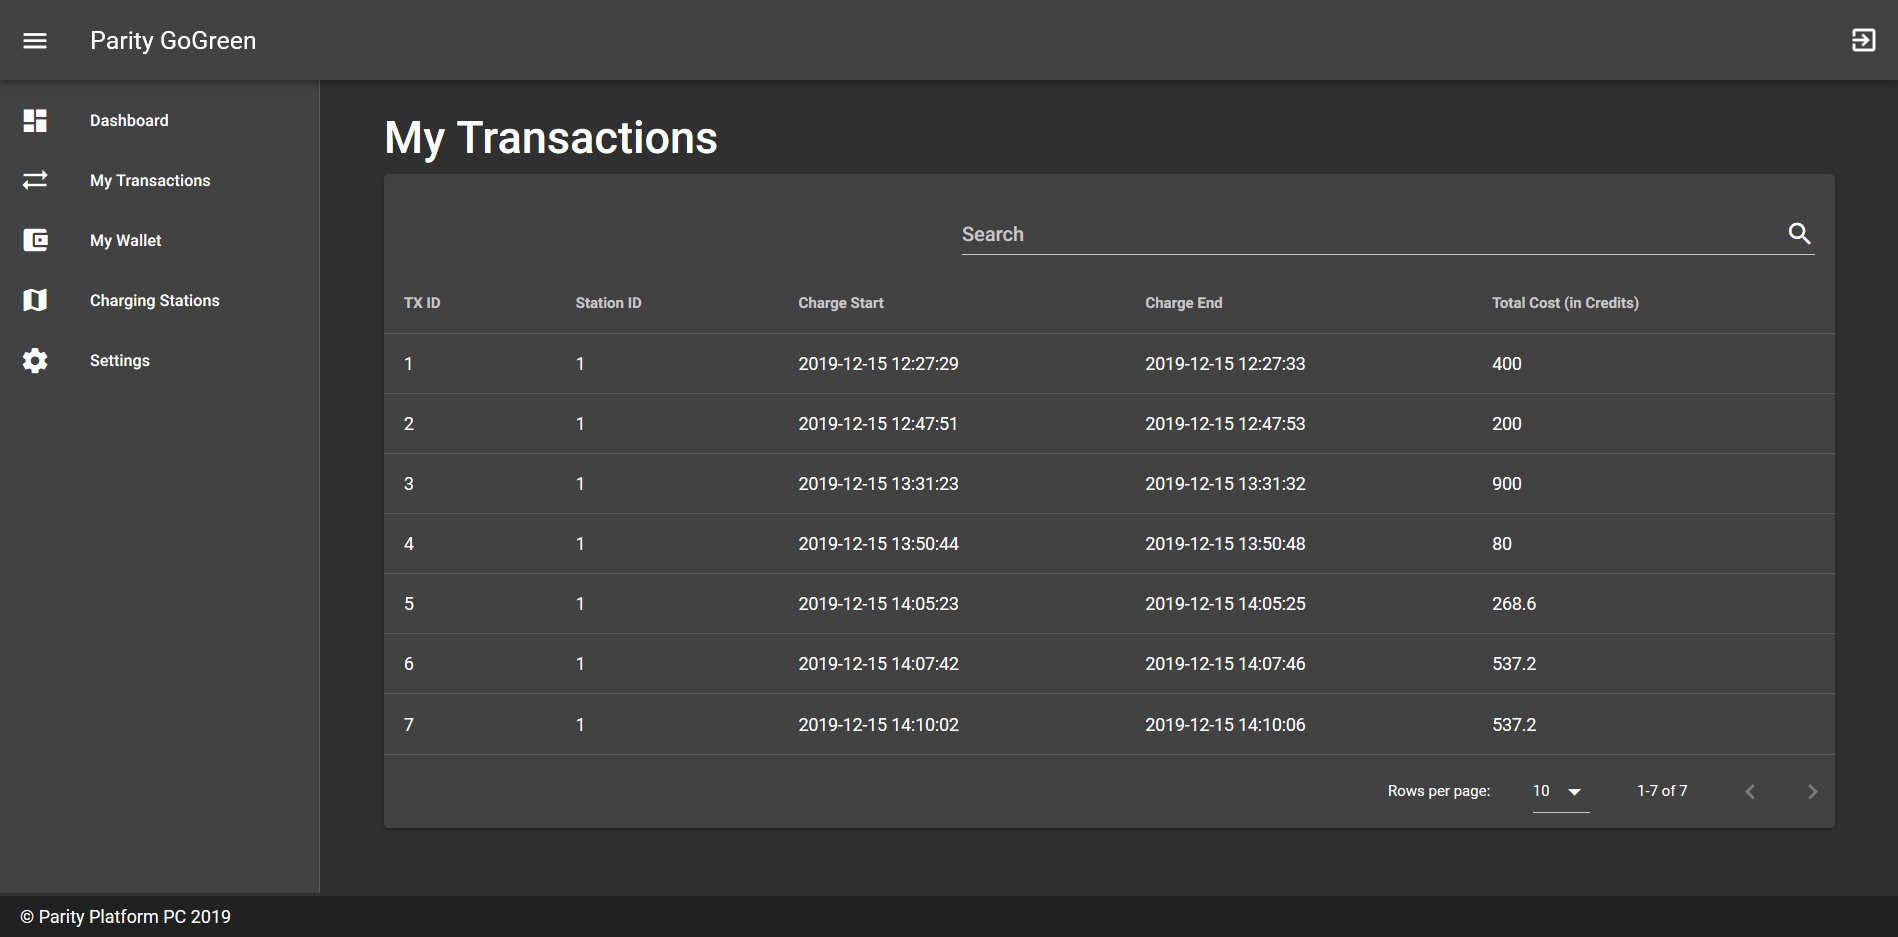 Parity GoGreen
Dashboard
My Transactions
My Wallet
Charging Stations
Settings
My Transactions
Search
TX ID Station ID Charge Start Charge End Total Cost (in Credits)
1 1 2019-12-15 12:27:29 2019-12-15 12:27:33 400
2 1 2019-12-15 12:47:51 2019-12-15 12:47:53 200
3 1 2019-12-15 13:31:23 2019-12-15 13:31:32 900
4 1 2019-12-15 13:50:44 2019-12-15 13:50:48 80
5 1 2019-12-15 14:05:23 2019-12-15 14:05:25 268.6
6 1 2019-12-15 14:07:42 2019-12-15 14:07:46 537.2
7 1 2019-12-15 14:10:02 2019-12-15 14:10:06 537.2
Rows per page: 10 1-7 of 7
© Parity Platform PC 2019